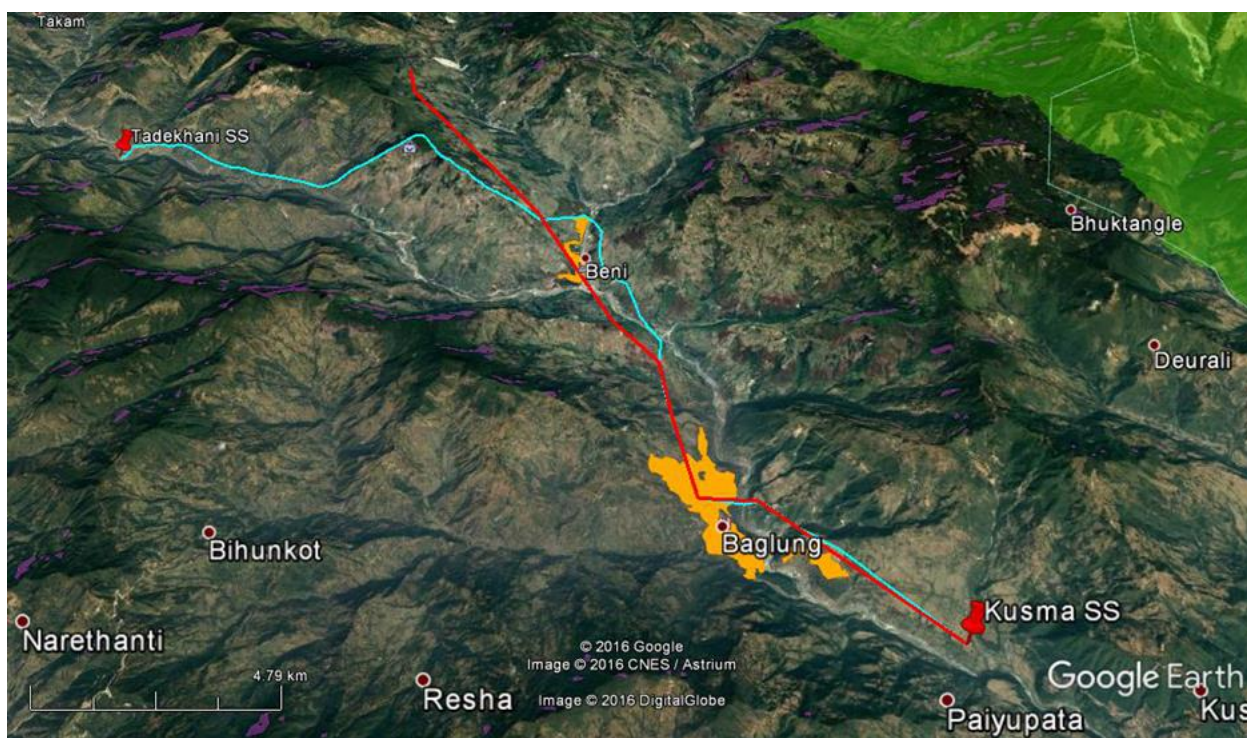 Takam
Tadekhani SS
Bhuktangle
Beni
Deurali
Bihunkot
Baglung
Kusma SS
Narethanti
© 2016 Google
Image © 2016 CNES / Astrium
4.79 km
Resha
Image © 2016 DigitalGlobe
Google Earth
Paiyupata
Kus